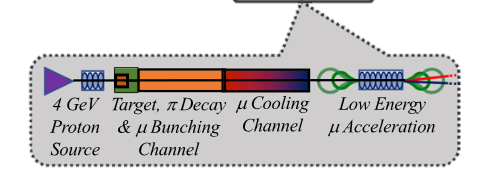 4 GeV
Proton
Source
Target, π Decay
& μ Bunching
Channel
μ Cooling
Channel
Low Energy
μ Acceleration